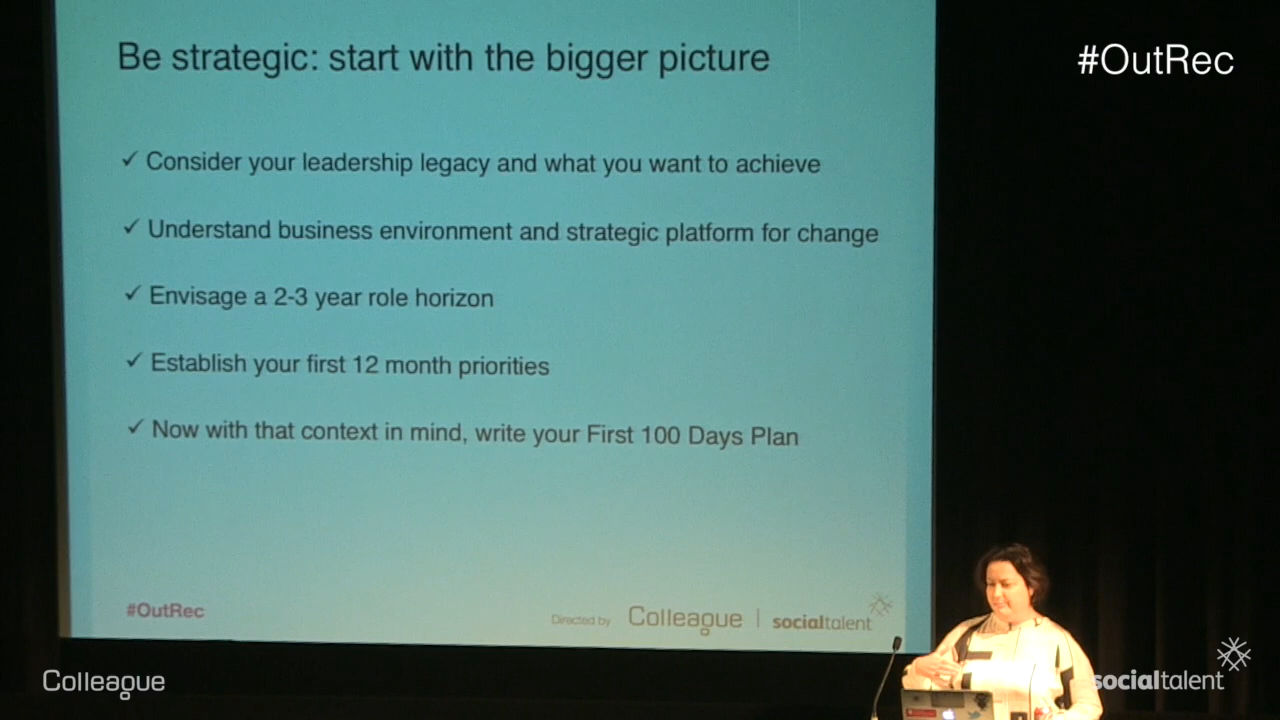 Be strategic: start with the bigger picture
#OutRec
✓ Consider your leadership legacy and what you want to achieve
✓ Understand business environment and strategic platform for change
✓ Envisage a 2-3 year role horizon
✓ Establish your first 12 month priorities
✓ Now with that context in mind, write your First 100 Days Plan
#OutRec
Directed by Colleague | socialtalent
Colleague
socialtalent